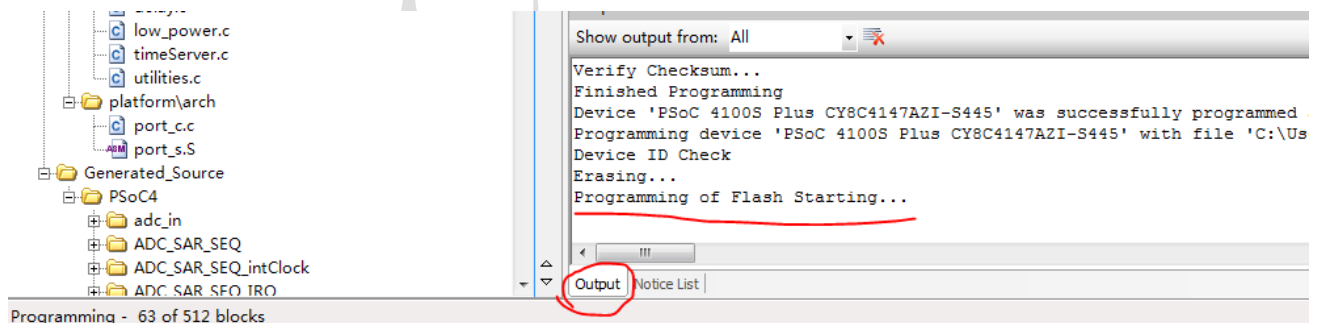 delay.c
low_power.c
timeServer.c
utilities.c
platform\arch
port_c.c
port_s.S
Generated_Source
PSoC4
adc_in
ADC_SAR_SEQ
ADC_SAR_SEQ_intClock
ADC_SAR_SEQ_IRQ
Show output from: All
Verify Checksum...
Finished Programming
Device 'PSoC 4100S Plus CY8C4147AZI-S445' was successfully programmed
Programming device 'PSoC 4100S Plus CY8C4147AZI-S445' with file 'C:\Us
Device ID Check
Erasing...
Programming of Flash Starting...
Output Notice List
Programming - 63 of 512 blocks